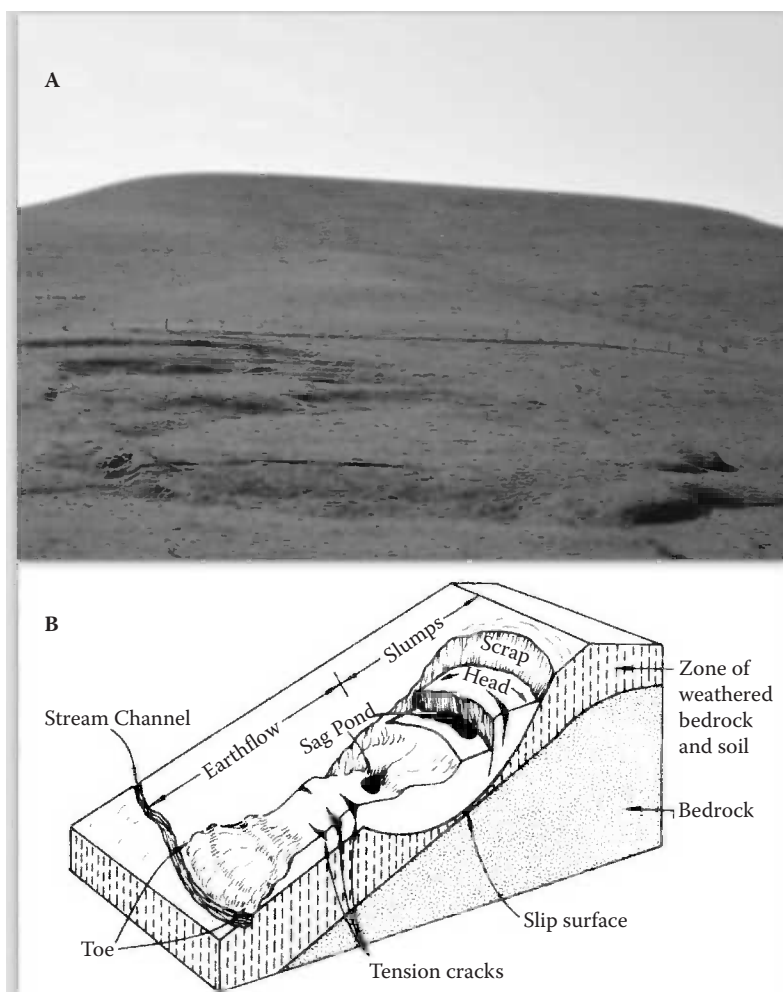 A
B
Slumps
Scrap
Head
Zone of
weathered
bedrock
and soil
Stream Channel
Earthflow
Sag Pond
Bedrock
Slip surface
Toe
Tension cracks